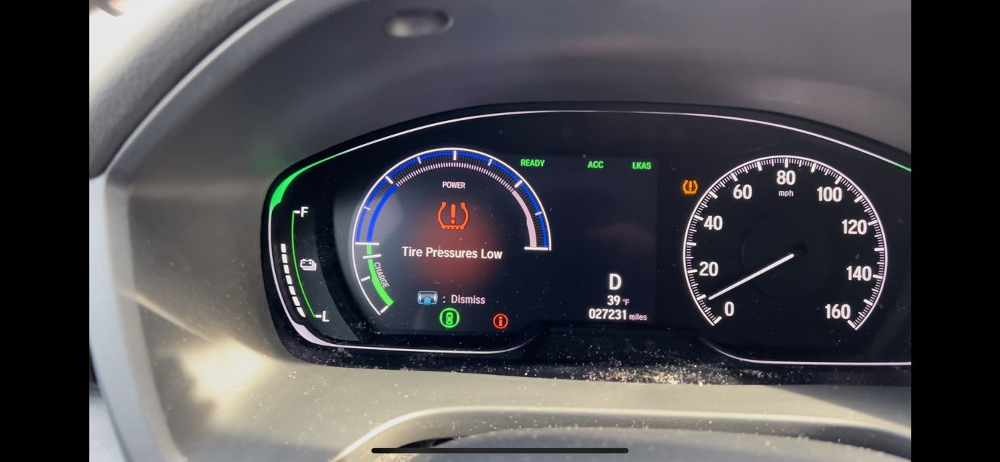 READY ACC LKAS
F
L
POWER
CHARGE
Tire Pressures Low
: Dismiss
D
39 °F
027231 miles
0
20
40
60
80
mph
100
120
140
160